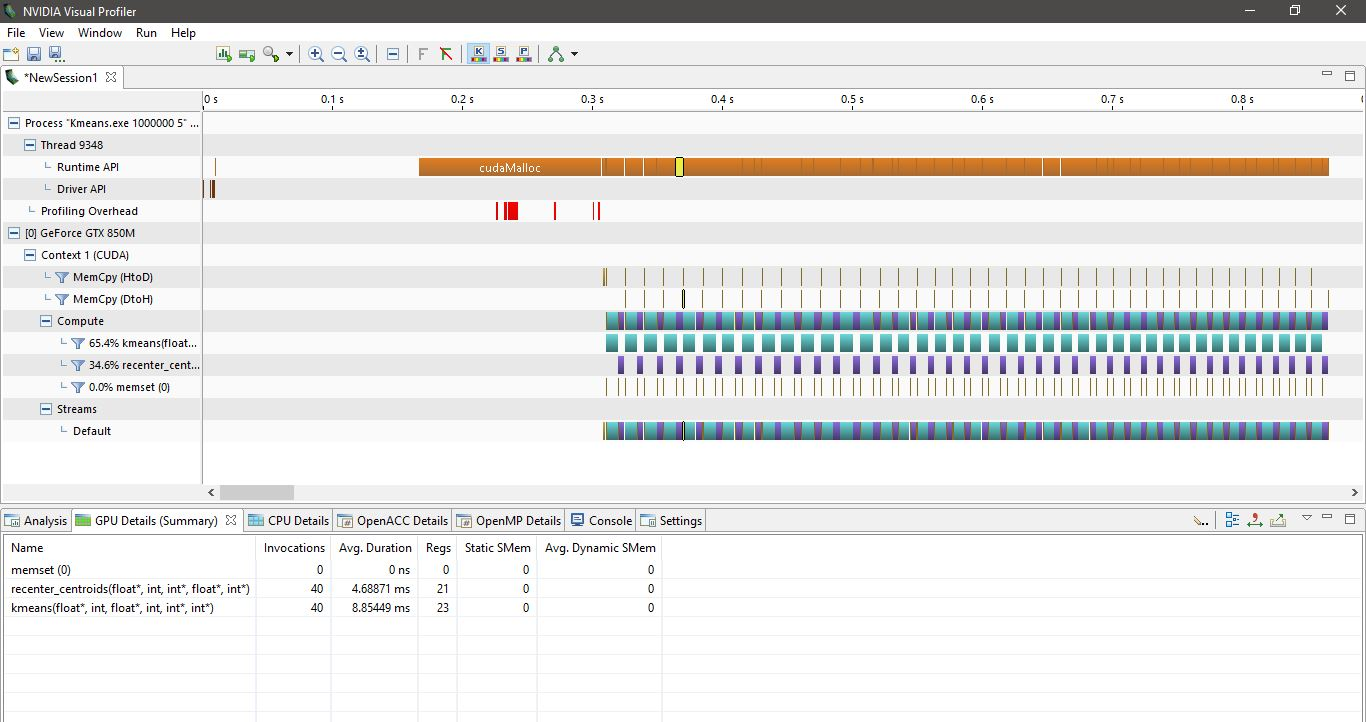 NVIDIA Visual Profiler
File View Window Run Help
*NewSession1
0 s 0.1 s 0.2 s 0.3 s 0.4 s 0.5 s 0.6 s 0.7 s 0.8 s
Process "Kmeans.exe 1000000 5" ...
Thread 9348
Runtime API cudaMalloc
Driver API
Profiling Overhead
[0] GeForce GTX 850M
Context 1 (CUDA)
MemCpy (HtoD)
MemCpy (DtoH)
Compute
65.4% kmeans(float...
34.6% recenter_cent...
0.0% memset (0)
Streams
Default
Analysis GPU Details (Summary) CPU Details OpenACC Details OpenMP Details Console Settings
Name Invocations Avg. Duration Regs Static SMem Avg. Dynamic SMem
memset (0) 0 0 ns 0 0 0
recenter_centroids(float*, int, int*, float*, int*) 40 4.68871 ms 21 0 0
kmeans(float*, int, float*, int, int*, int*) 40 8.85449 ms 23 0 0